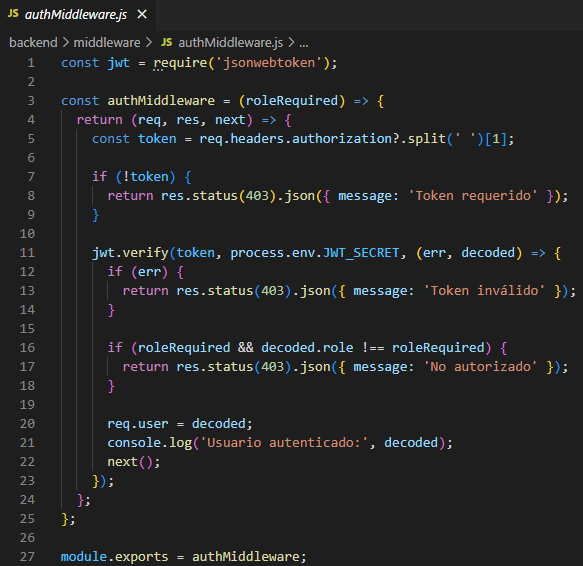 JS authMiddleware.js ×
backend > middleware > JS authMiddleware.js > ...
1 const jwt = require('jsonwebtoken');
2
3 const authMiddleware = (roleRequired) => {
4 return (req, res, next) => {
5 const token = req.headers.authorization?.split(' ')[1];
6
7 if (!token) {
8 return res.status(403).json({ message: 'Token requerido' });
9 }
10
11 jwt.verify(token, process.env.JWT_SECRET, (err, decoded) => {
12 if (err) {
13 return res.status(403).json({ message: 'Token inválido' });
14 }
15
16 if (roleRequired && decoded.role !== roleRequired) {
17 return res.status(403).json({ message: 'No autorizado' });
18 }
19
20 req.user = decoded;
21 console.log('Usuario autenticado:', decoded);
22 next();
23 });
24 };
25 };
26
27 module.exports = authMiddleware;